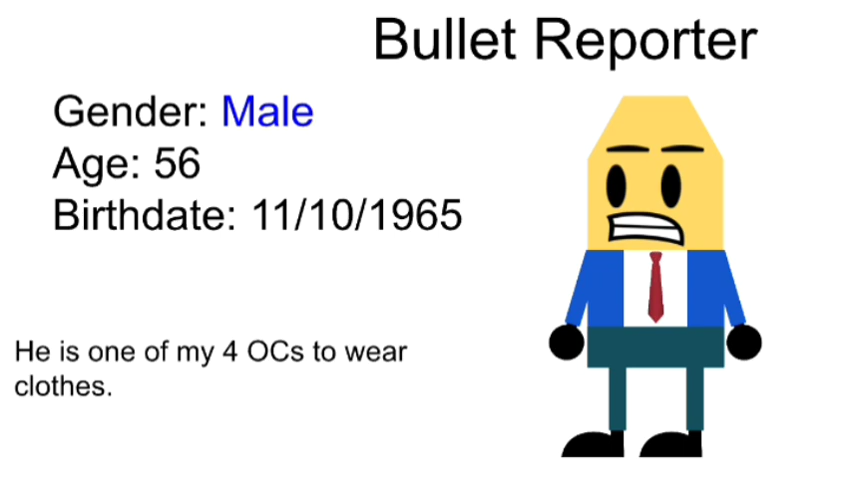 Bullet Reporter
Gender: Male
Age: 56
Birthdate: 11/10/1965
He is one of my 4 OCs to wear
clothes.